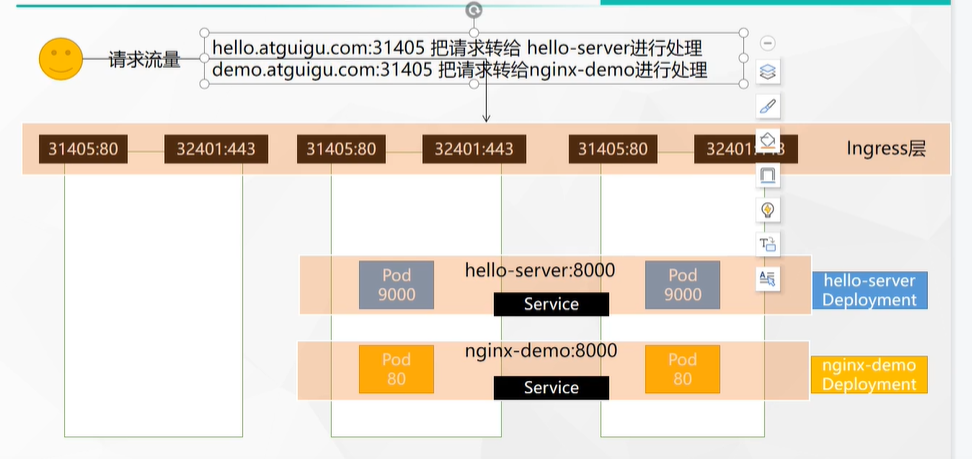 hello.atguigu.com:31405 把请求转给 hello-server进行处理
请求流量
demo.atguigu.com:31405 把请求转给nginx-demo进行处理
31405:80
32401:443
31405:80
32401:443
31405:80
32401:
Ingress层
Pod
9000
hello-server:8000
Service
Pod
9000
hello-server
Deployment
Pod
80
nginx-demo:8000
Service
Pod
80
nginx-demo
Deployment